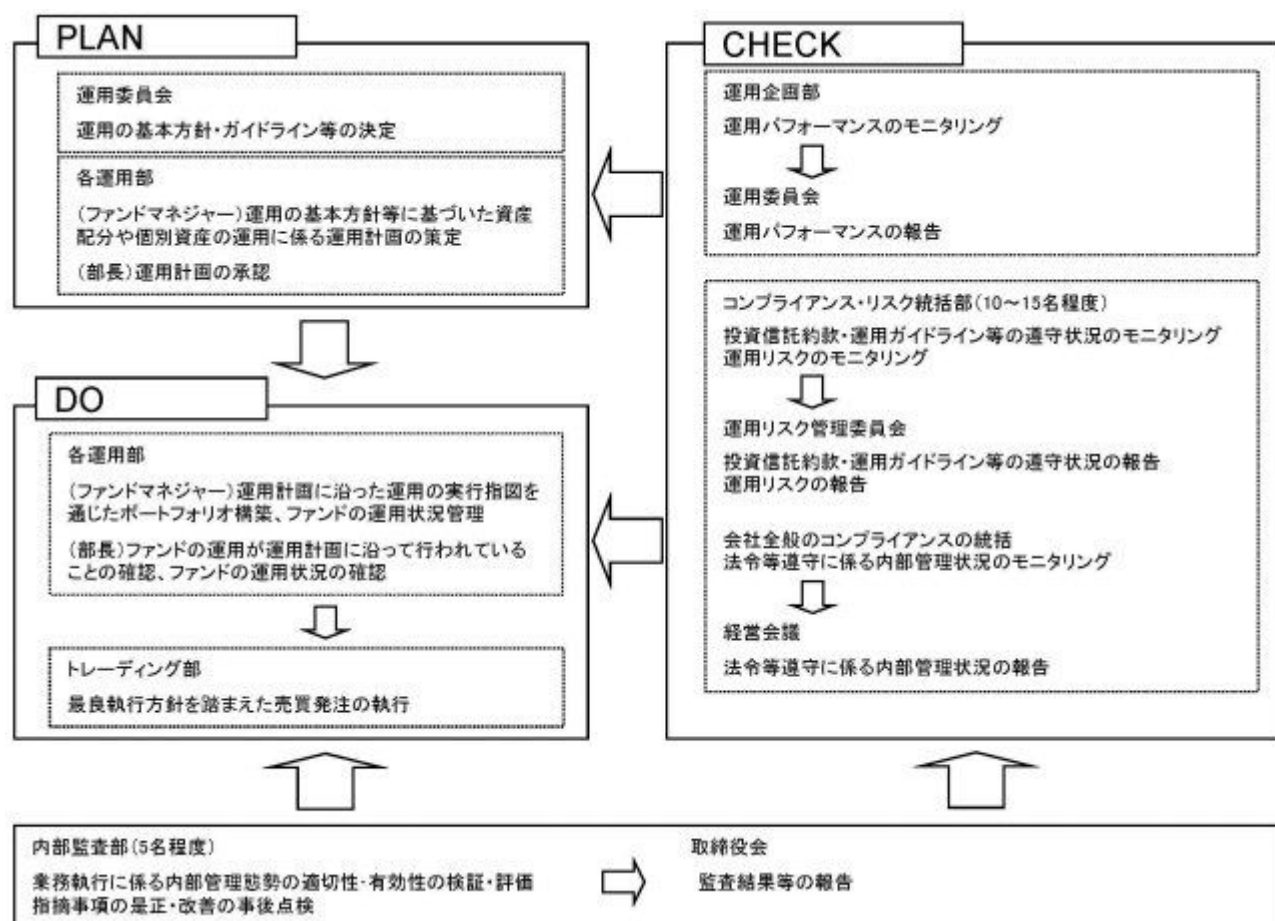 PLAN
運用委員会
運用の基本方針・ガイドライン等の決定
各運用部
(ファンドマネジャー)運用の基本方針等に基づいた資産
配分や個別資産の運用に係る運用計画の策定
(部長)運用計画の承認
DO
各運用部
(ファンドマネジャー)運用計画に沿った運用の実行指図を
通じたポートフォリオ構築、ファンドの運用状況管理
(部長)ファンドの運用が運用計画に沿って行われている
ことの確認、ファンドの運用状況の確認
トレーディング部
最良執行方針を踏まえた売買発注の執行
CHECK
運用企画部
運用パフォーマンスのモニタリング
運用委員会
運用パフォーマンスの報告
コンプライアンス・リスク統括部(10~15名程度)
投資信託約款・運用ガイドライン等の遵守状況のモニタリング
運用リスクのモニタリング
運用リスク管理委員会
投資信託約款・運用ガイドライン等の遵守状況の報告
運用リスクの報告
会社全般のコンプライアンスの統括
法令等遵守に係る内部管理状況のモニタリング
経営会議
法令等遵守に係る内部管理状況の報告
内部監査部(5名程度)
業務執行に係る内部管理態勢の適切性・有効性の検証・評価
指摘事項の是正・改善の事後点検
取締役会
監査結果等の報告